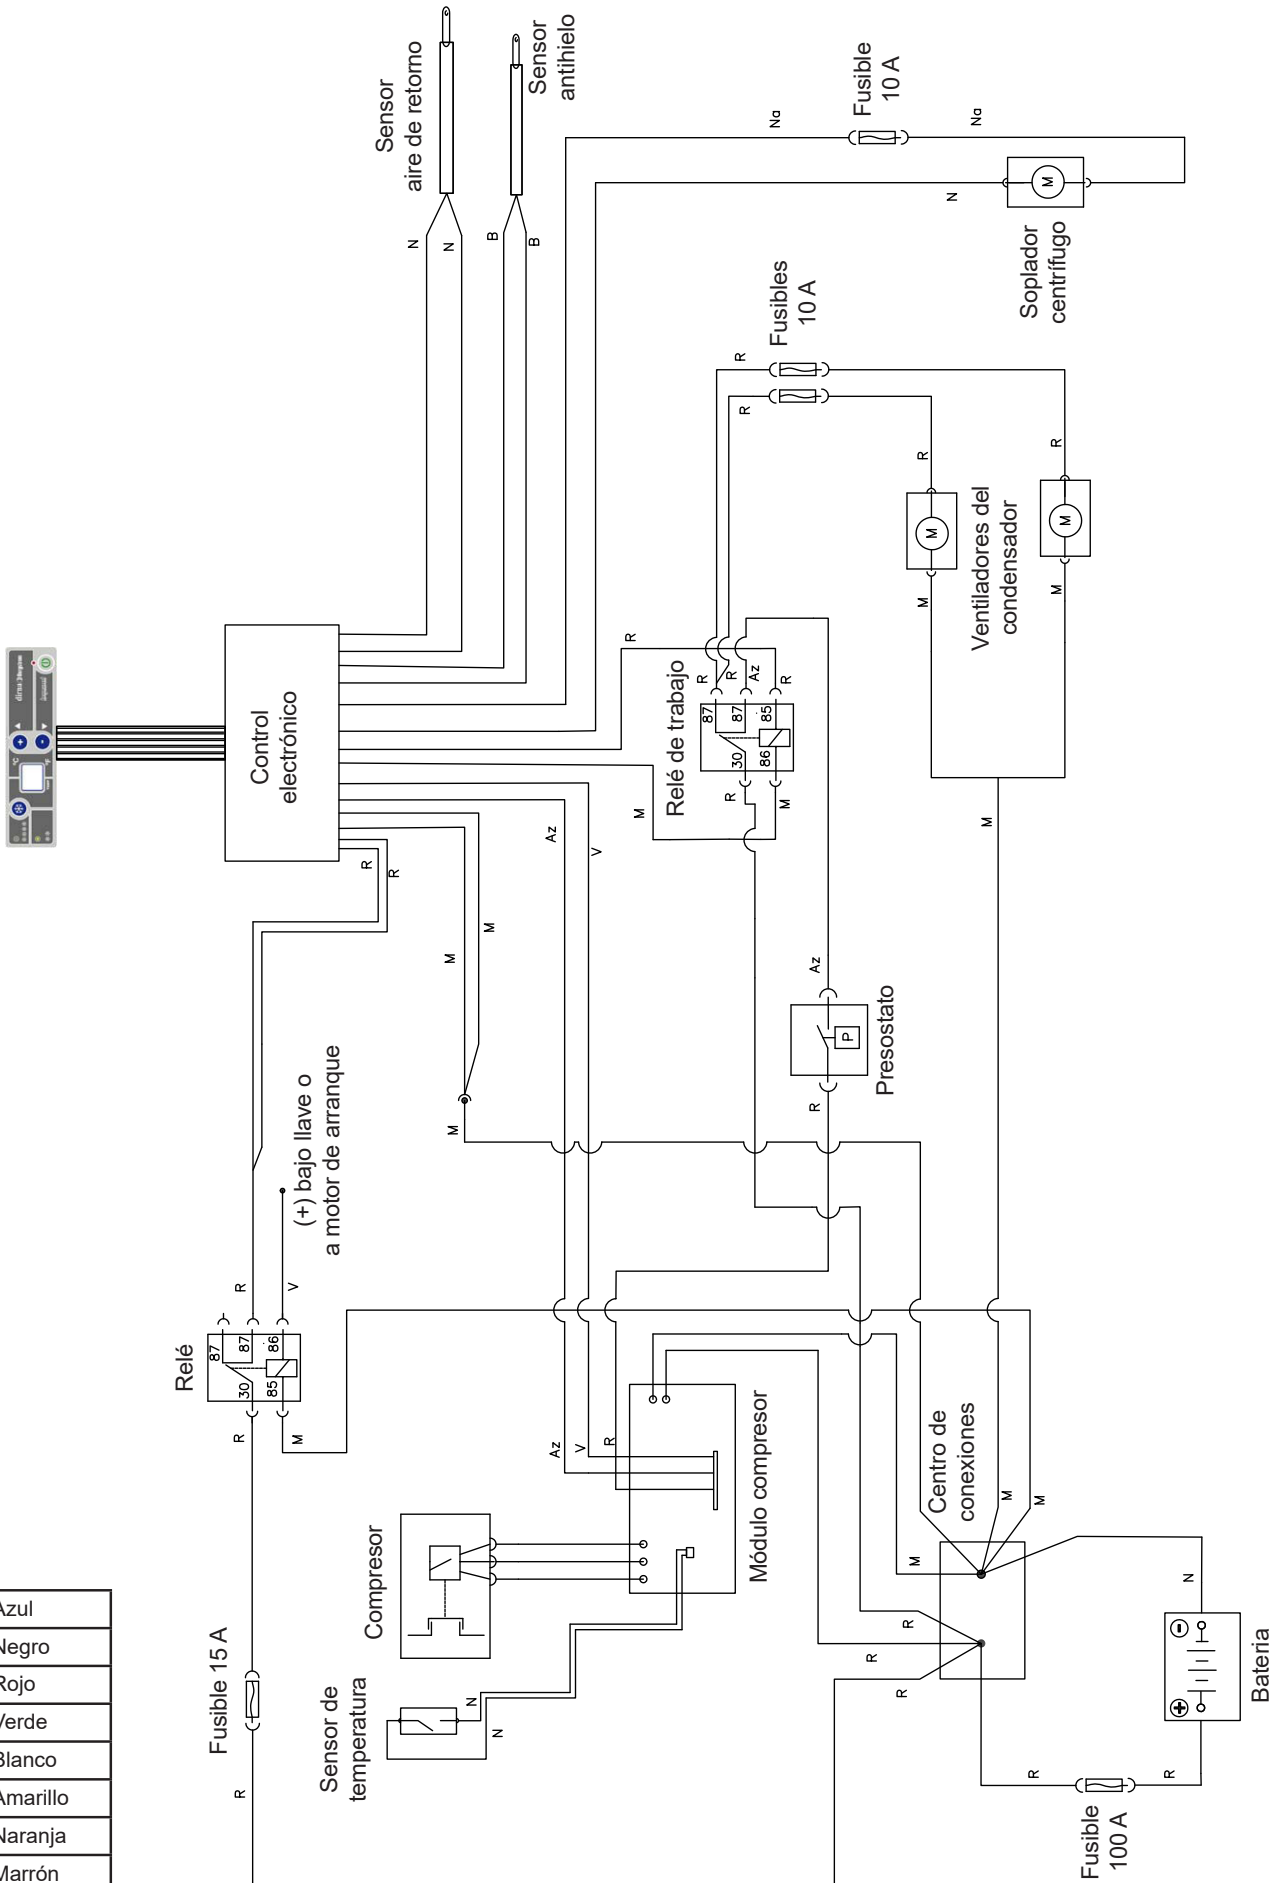 Sensor
aire de retorno
Sensor
antihielo
Fusible
10 A
Na
Na
N
N
B
B
N
Soplador
centrífugo
M
Control
electrónico
Fusibles
10 A
R
R
R
R
Ventiladores del
condensador
M
M
M
M
M
Relé de trabajo
R
R
R
Az
R
87
87
85
30
86
R
M
M
Az
V
R
R
M
M
M
Az
Presostato
P
R
(+) bajo llave o
a motor de arranque
R
V
Relé
87
87
86
30
85
R
M
Az
V
R
Módulo compresor
Compresor
Centro de
conexiones
M
M
M
R
R
R
Fusible 15 A
R
Sensor de
temperatura
N
N
N
Bateria
R
R
Fusible
100 A
Azul
Negro
Rojo
Verde
Blanco
Amarillo
Naranja
Marrón